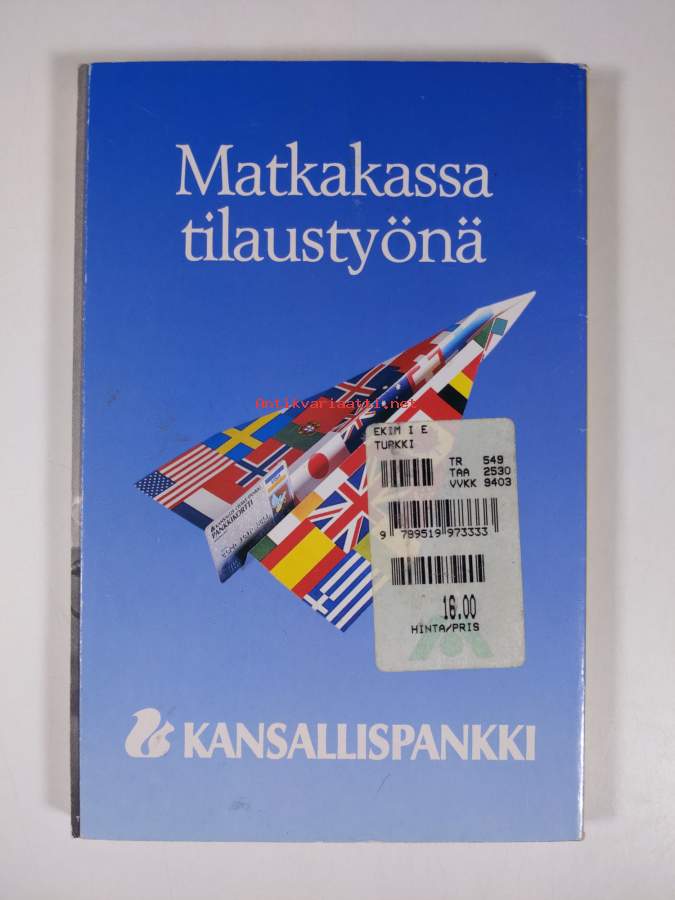 Matkakassa
tilaustyönä
Antikvariaatti.net
EKIM I E
TURKKI
TR 549
TAA 2530
VVKK 9403
9 789519 973333
16.00
HINTA/PRIS
PANKKIKORTTI
KANSALLISPANKKI